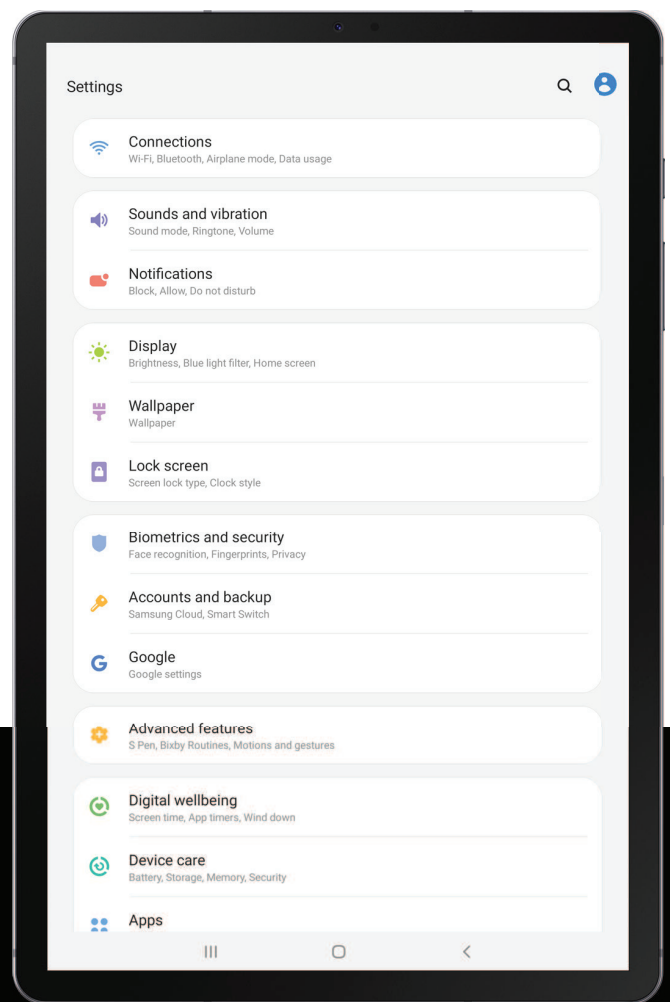 Settings
Connections
Wi-Fi, Bluetooth, Airplane mode, Data usage
Sounds and vibration
Sound mode, Ringtone, Volume
Notifications
Block, Allow, Do not disturb
Display
Brightness, Blue light filter, Home screen
Wallpaper
Wallpaper
Lock screen
Screen lock type, Clock style
Biometrics and security
Face recognition, Fingerprints, Privacy
Accounts and backup
Samsung Cloud, Smart Switch
Google
Google settings
Advanced features
S Pen, Bixby Routines, Motions and gestures
Digital wellbeing
Screen time, App timers, Wind down
Device care
Battery, Storage, Memory, Security
Apps